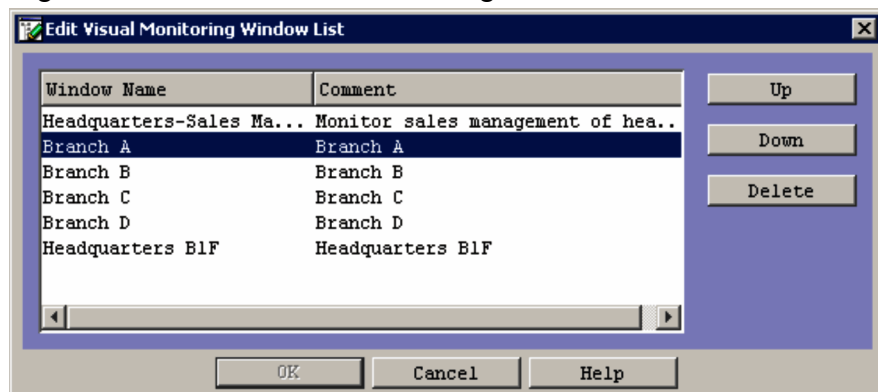 Edit Visual Monitoring Window List
Window Name Comment
Headquarters-Sales Ma... Monitor sales management of hea..
Branch A Branch A
Branch B Branch B
Branch C Branch C
Branch D Branch D
Headquarters B1F Headquarters B1F
Up
Down
Delete
OK Cancel Help